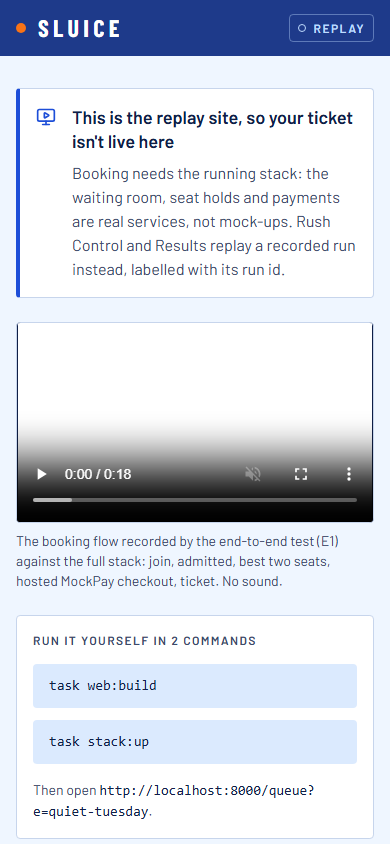 SLUICE
REPLAY
This is the replay site, so your ticket
isn't live here
Booking needs the running stack: the
waiting room, seat holds and payments
are real services, not mock-ups. Rush
Control and Results replay a recorded run
instead, labelled with its run id.
0:00 / 0:18
The booking flow recorded by the end-to-end test (E1)
against the full stack: join, admitted, best two seats,
hosted MockPay checkout, ticket. No sound.
RUN IT YOURSELF IN 2 COMMANDS
task web:build
task stack:up
Then open http://localhost:8000/queue?
e=quiet-tuesday.